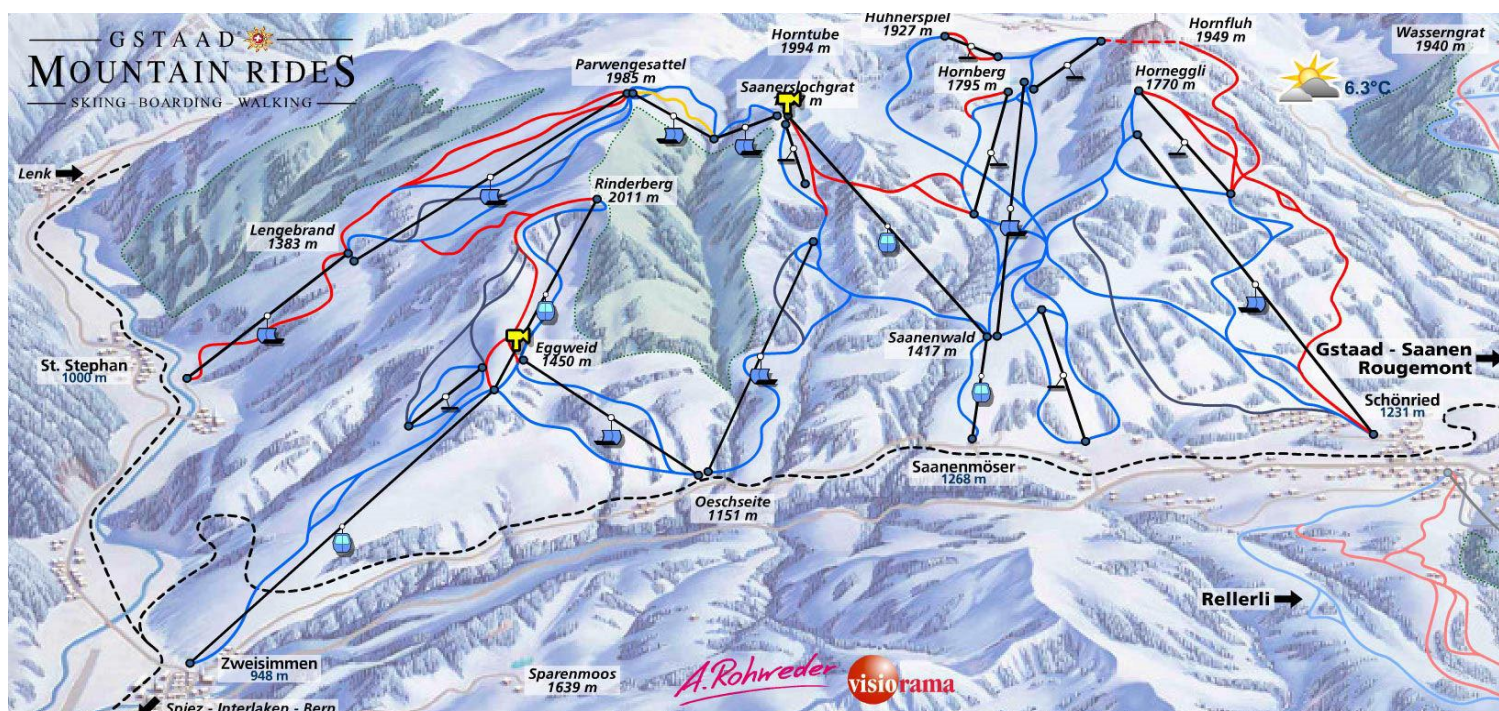 GSTAAD
MOUNTAIN RIDES
SKIING - BOARDING - WALKING
Hühnerspiel
1927 m
Hornfluh
1949 m
Wasserngrat
1940 m
Horntube
1994 m
Parwengesattel
1985 m
Saanerslochgrat
m
Hornberg
1795 m
Horneggli
1770 m
6.3°C
Lenk
Rinderberg
2011 m
Lengebrand
1383 m
St. Stephan
1000 m
Eggweid
1450 m
Saanenwald
1417 m
Gstaad - Saanen
Rougemont
Schönried
1231 m
Saanenmöser
1268 m
Oeschseite
1151 m
Rellerli
Zweisimmen
948 m
Sparenmoos
1639 m
A.Rohweder
visiorama
Spiez - Interlaken - Bern